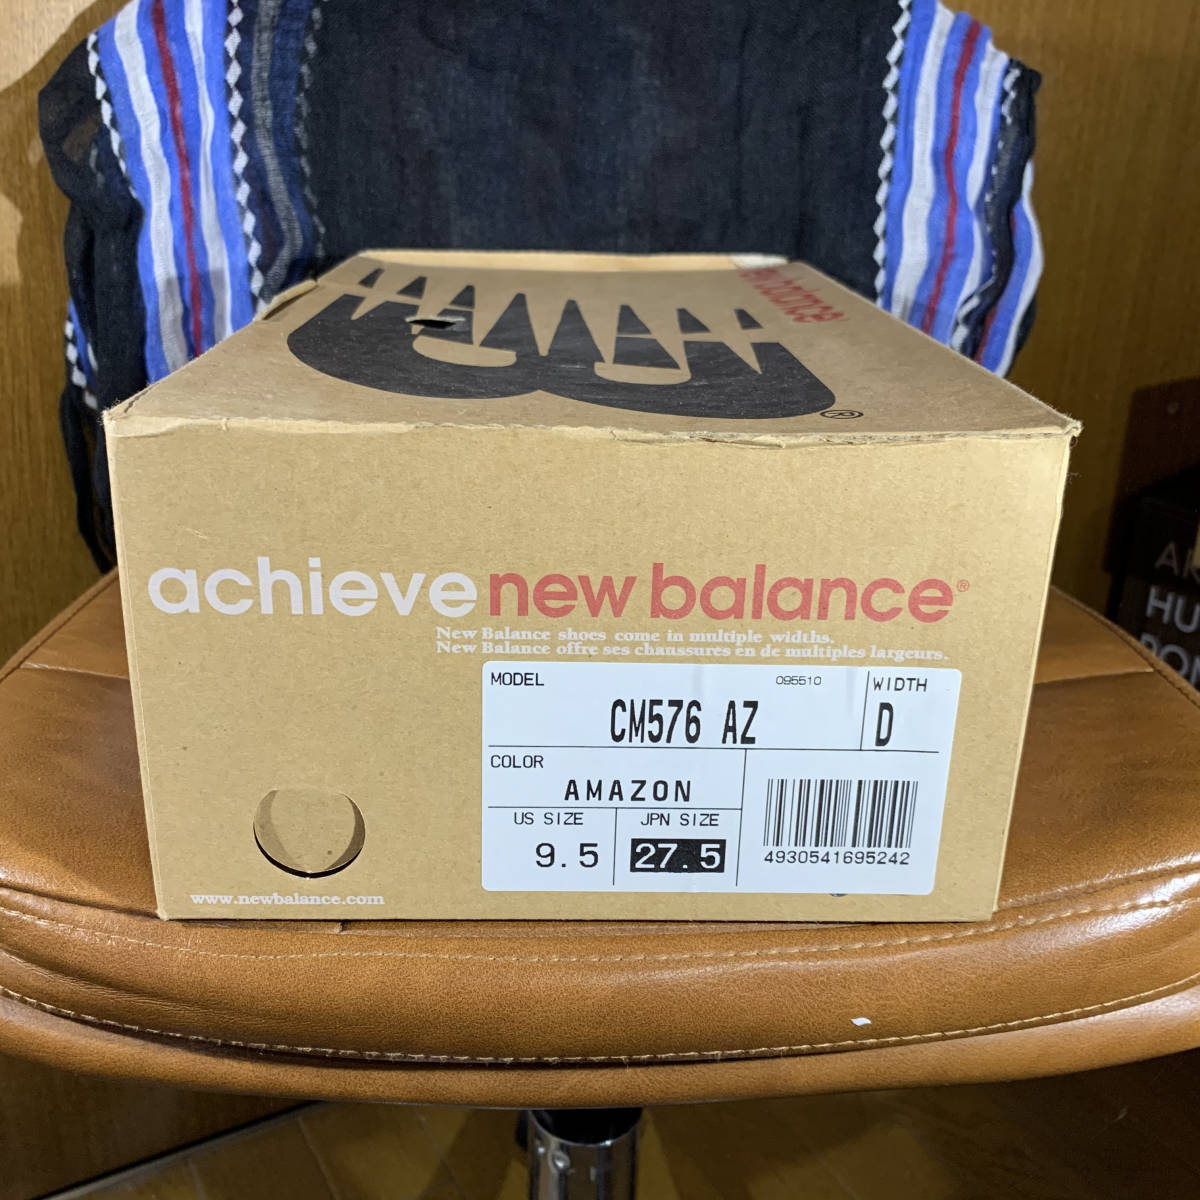 new balance
®
achieve new balance®
New Balance shoes come in multiple widths.
New Balance offre ses chaussures en de multiples largeurs.
MODEL 095510 WIDTH
CM576 AZ D
COLOR
AMAZON
US SIZE JPN SIZE
9.5 27.5
4930541695242
www.newbalance.com
HU